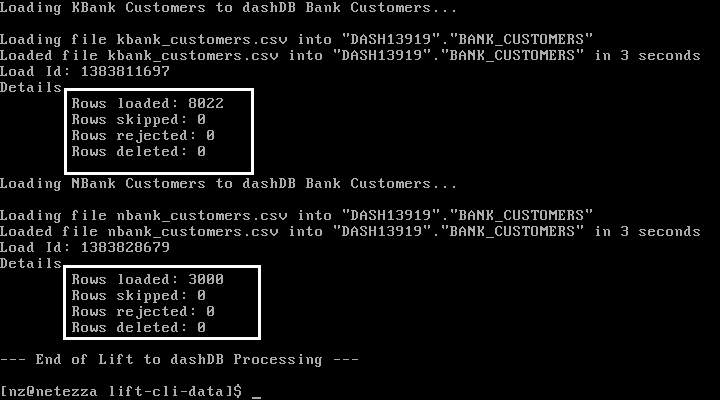 Loading KBank Customers to dashDB Bank Customers...
Loading file kbank_customers.csv into "DASH13919"."BANK_CUSTOMERS"
Loaded file kbank_customers.csv into "DASH13919"."BANK_CUSTOMERS" in 3 seconds
Load Id: 1383811697
Details
Rows loaded: 8022
Rows skipped: 0
Rows rejected: 0
Rows deleted: 0
Loading NBank Customers to dashDB Bank Customers...
Loading file nbank_customers.csv into "DASH13919"."BANK_CUSTOMERS"
Loaded file nbank_customers.csv into "DASH13919"."BANK_CUSTOMERS" in 3 seconds
Load Id: 1383828679
Details
Rows loaded: 3000
Rows skipped: 0
Rows rejected: 0
Rows deleted: 0
--- End of Lift to dashDB Processing ---
[nz@netezza lift-cli-data]$ _